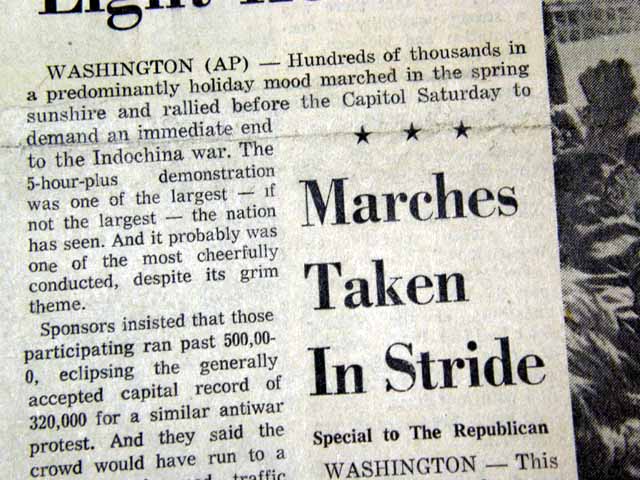 Light
WASHINGTON (AP) — Hundreds of thousands in
a predominantly holiday mood marched in the spring
sunshine and rallied before the Capitol Saturday to
demand an immediate end
to the Indochina war. The
5-hour-plus demonstration
was one of the largest — if
not the largest — the nation
has seen. And it probably was
one of the most cheerfully
conducted, despite its grim
theme.
Sponsors insisted that those
participating ran past 500,00-
0, eclipsing the generally
accepted capital record of
320,000 for a similar antiwar
protest. And they said the
crowd would have run to a
traffic
★ ★ ★
Marches
Taken
In Stride
Special to The Republican
WASHINGTON — This